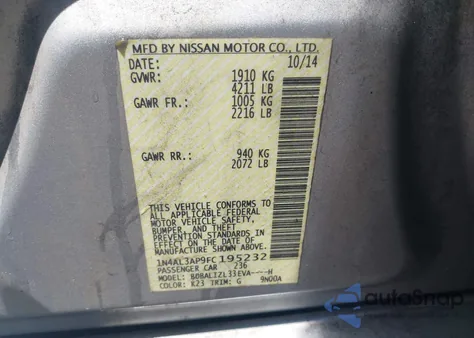 MFD BY NISSAN MOTOR CO., LTD.
DATE: 10/14
GVWR: 1910 KG
4211 LB
GAWR FR.: 1005 KG
2216 LB
GAWR RR.: 940 KG
2072 LB
THIS VEHICLE CONFORMS TO
ALL APPLICABLE FEDERAL
MOTOR VEHICLE SAFETY,
BUMPER, AND THEFT
PREVENTION STANDARDS IN
EFFECT ON THE DATE OF
MANUFACTURE SHOWN ABOVE.
1N4AL3AP9FC195232
PASSENGER CAR 236
MODEL: BDBALIZL33EVA----H
COLOR: K23 TRIM: G 9N00A
autosnap